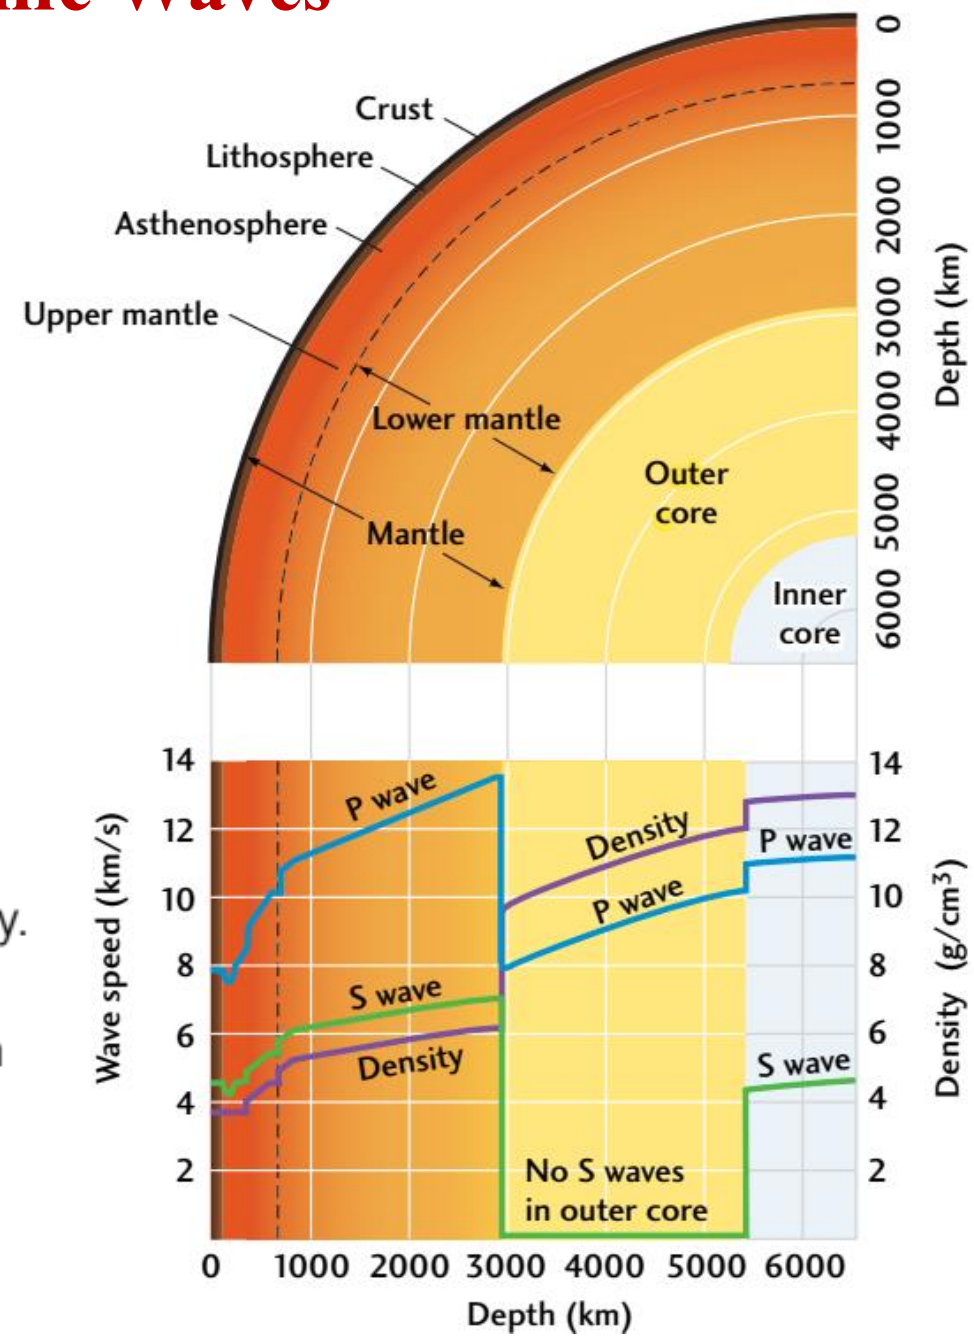 Waves
Crust
Lithosphere
Asthenosphere
Upper mantle
Lower mantle
Mantle
Outer
core
Inner
core
0
1000
2000
3000
4000
5000
6000
Depth (km)
y.
14
12
10
8
6
4
2
Wave speed (km/s)
P wave
S wave
Density
Density
P wave
P wave
S wave
No S waves
in outer core
14
12
10
8
6
4
2
Density (g/cm³)
0 1000 2000 3000 4000 5000 6000
Depth (km)